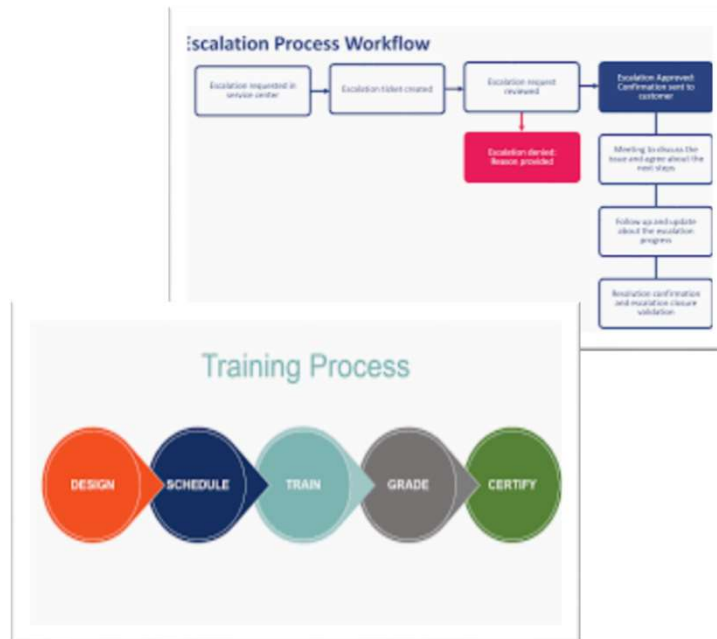 Escalation Process Workflow
Escalation requested in
service center
Escalation ticket created
Escalation request
reviewed
Escalation Approved:
Confirmation sent to
customer
Escalation denied:
Reason provided
Meeting to discuss the
issue and agree about the
next steps
Follow up and update
about the escalation
progress
Resolution confirmation
and escalation closure
validation
Training Process
DESIGN
SCHEDULE
TRAIN
GRADE
CERTIFY